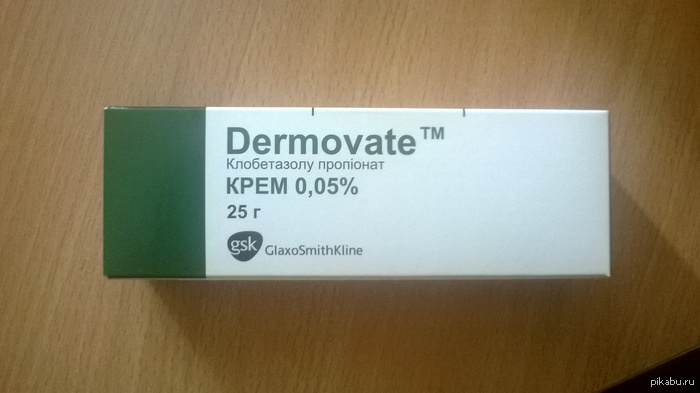 Dermovate™
Клобетазолу пропіонат
КРЕМ 0,05%
25 г
gsk GlaxoSmithKline
pikabu.ru